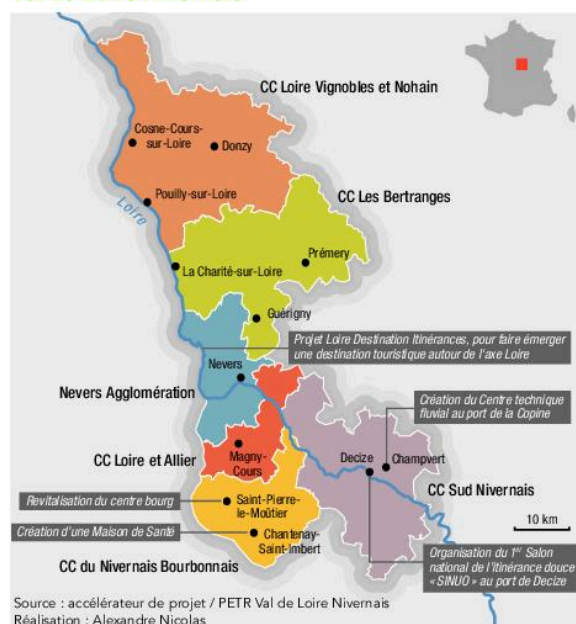 CC Loire Vignobles et Nohain
Cosne-Cours-
sur-Loire
Donzy
Pouilly-sur-Loire
Loire
CC Les Bertranges
Prémery
La Charité-sur-Loire
Guérigny
Projet Loire Destination Itinérances, pour faire émerger
une destination touristique autour de l'axe Loire
Nevers
Nevers Agglomération
Création du Centre technique
fluvial au port de la Copine
CC Loire et Allier
Magny-
Cours
Decize
Champvert
CC Sud Nivernais
Revitalisation du centre bourg
Saint-Pierre-
le-Moûtier
10 km
Création d'une Maison de Santé
Chantenay-
Saint-Imbert
CC du Nivernais Bourbonnais
Organisation du 1er Salon
national de l'itinérance douce
« SINUO » au port de Decize
Source : accélérateur de projet / PETR Val de Loire Nivernais
Réalisation : Alexandre Nicolas